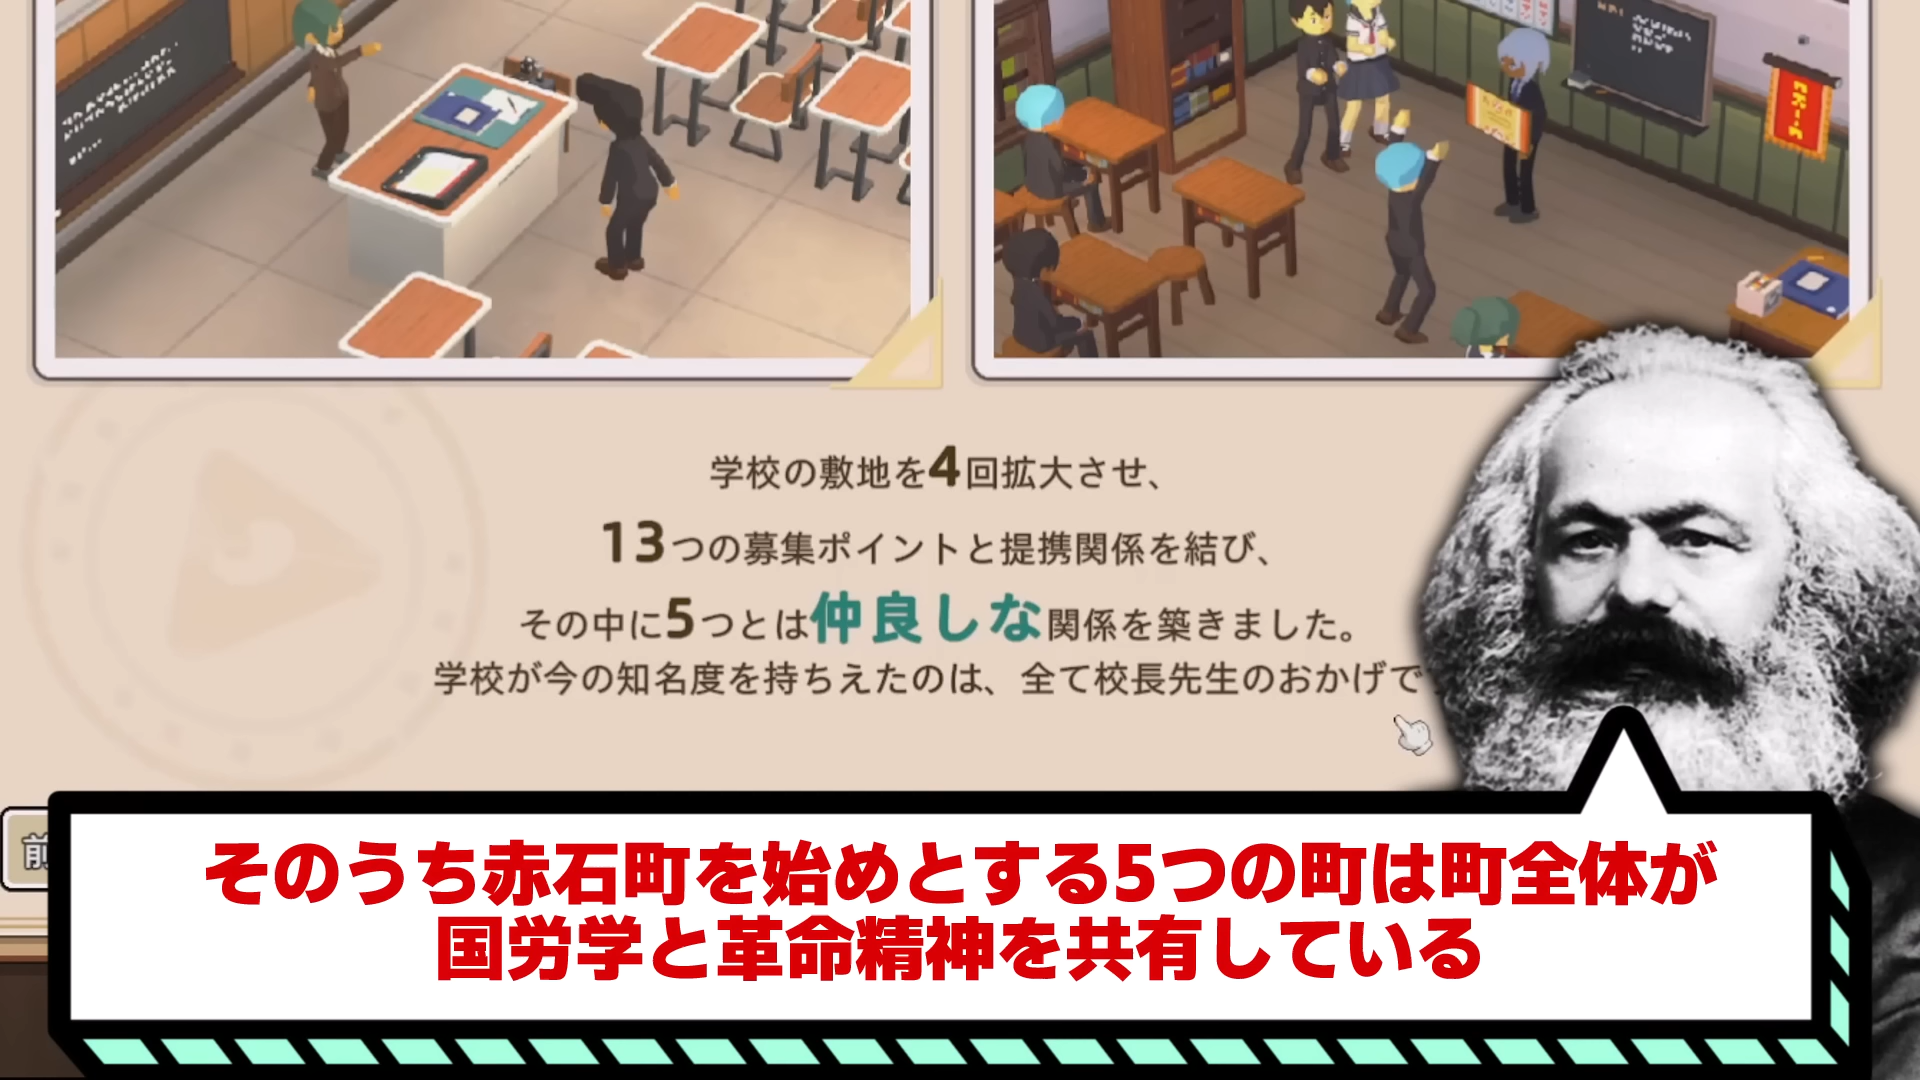 学校の敷地を4回拡大させ、
13つの募集ポイントと提携関係を結び、
その中に5つとは仲良しな関係を築きました。
学校が今の知名度を持ちえたのは、全て校長先生のおかげで
前
そのうち赤石町を始めとする5つの町は町全体が
国労学と革命精神を共有している